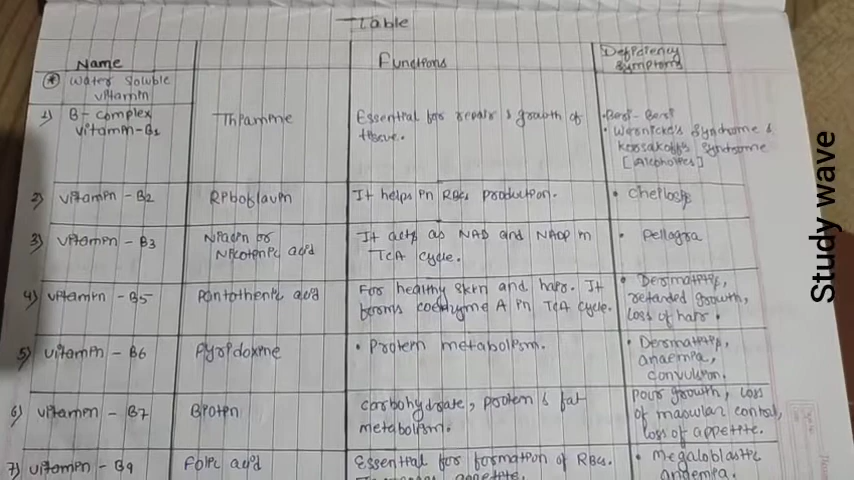 Table
Name
Functions
Deficiency Symptoms
* Water Soluble vitamin
1) B-complex vitamin-B1
Thiamine
Essential for repair & growth of tissue.
• Beri-Beri
• Wernicke's Syndrome & Korsakoff's Syndrome [Alcoholics]
2) vitamin - B2
Riboflavin
It helps in RBCs production.
• cheilosis
3) vitamin - B3
Niacin or Nicotinic acid
It acts as NAD and NADP in TCA cycle.
• Pellagra
4) vitamin - B5
Pantothenic acid
For healthy skin and hair. It forms coenzyme A in TCA cycle.
• Dermatitis, retarded growth, loss of hair.
5) vitamin - B6
Pyridoxine
• Protein metabolism.
• Dermatitis, anaemia, convulsion.
6) vitamin - B7
Biotin
carbohydrate, protein & fat metabolism.
Pour growth, loss of maoular contral, loss of appetite.
7) vitamin - B9
Folic acid
Essential for formation of RBCs.
appetite.
• Megaloblastic anaemia.
Study wave